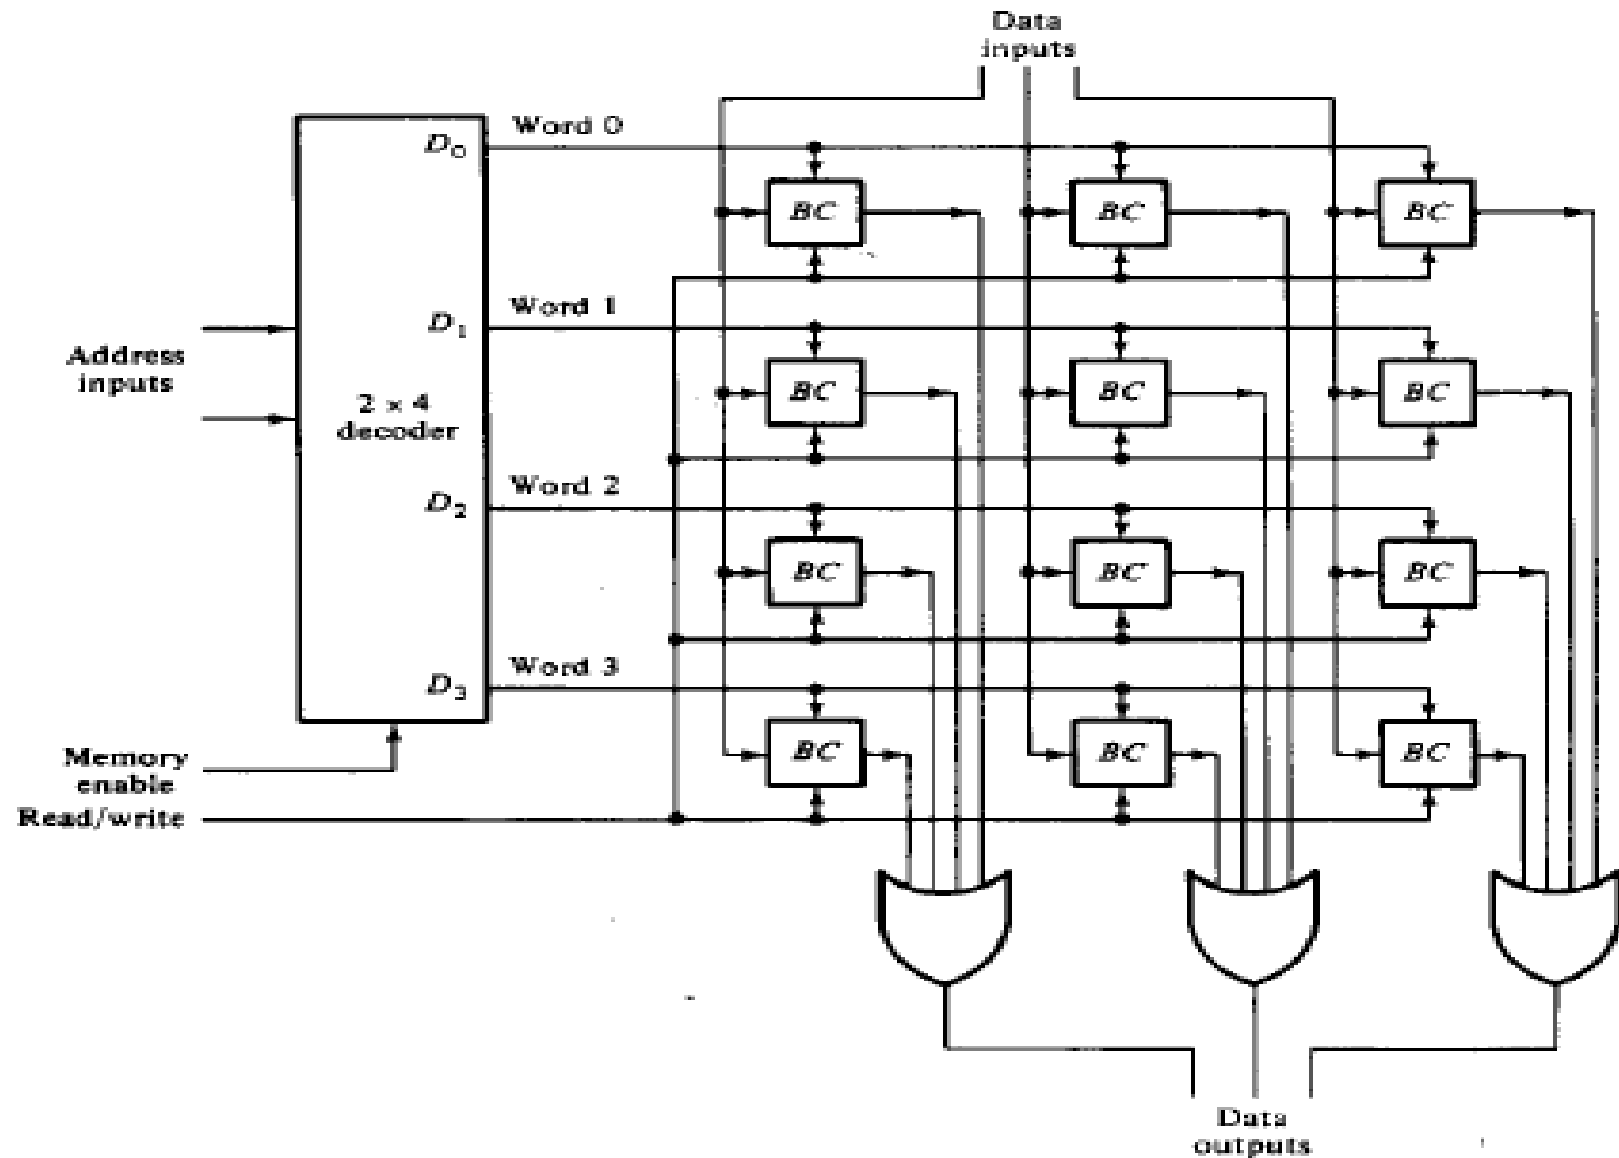 Data
inputs
Word 0
D0
BC BC BC
Word 1
D1
Address
inputs
BC BC BC
2 × 4
decoder
Word 2
D2
BC BC BC
Word 3
D3
BC BC BC
Memory
enable
Read/write
Data
outputs